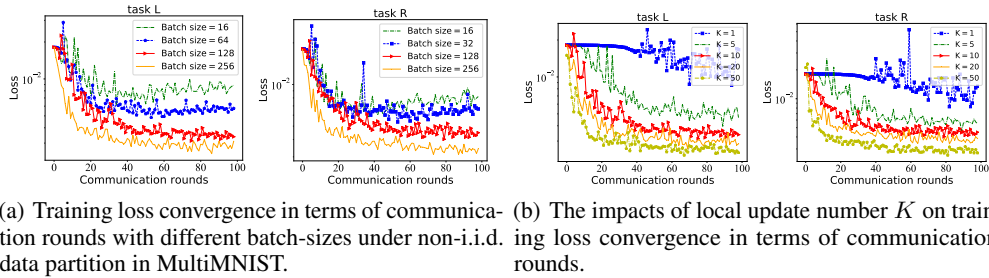 task L
Loss
10⁻²
Batch size = 16
Batch size = 64
Batch size = 128
Batch size = 256
0 20 40 60 80 100
Communication rounds
task R
Loss
10⁻²
Batch size = 16
Batch size = 32
Batch size = 128
Batch size = 256
0 20 40 60 80 100
Communication rounds
(a) Training loss convergence in terms of communica-
tion rounds with different batch-sizes under non-i.i.d.
data partition in MultiMNIST.
task L
Loss
10⁻²
K = 1
K = 5
K = 10
K = 20
K = 50
0 20 40 60 80 100
Communication rounds
task R
Loss
10⁻²
K = 1
K = 5
K = 10
K = 20
K = 50
0 20 40 60 80 100
Communication rounds
(b) The impacts of local update number K on train-
ing loss convergence in terms of communication
rounds.